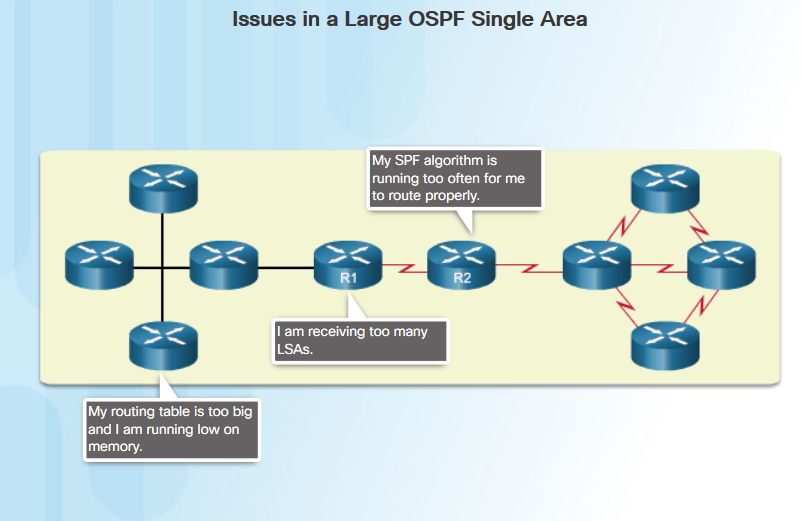 Issues in a Large OSPF Single Area
My SPF algorithm is
running too often for me
to route properly.
R1
R2
I am receiving too many
LSAs.
My routing table is too big
and I am running low on
memory.